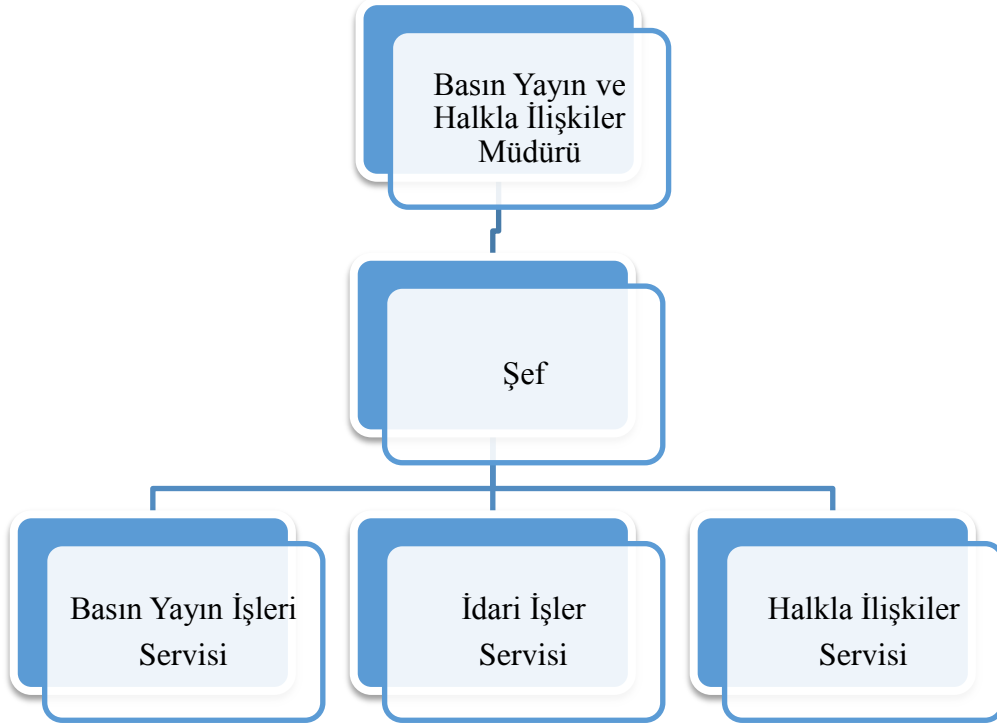 Basın Yayın ve
Halkla İlişkiler
Müdürü
Şef
Basın Yayın İşleri
Servisi
İdari İşler
Servisi
Halkla İlişkiler
Servisi